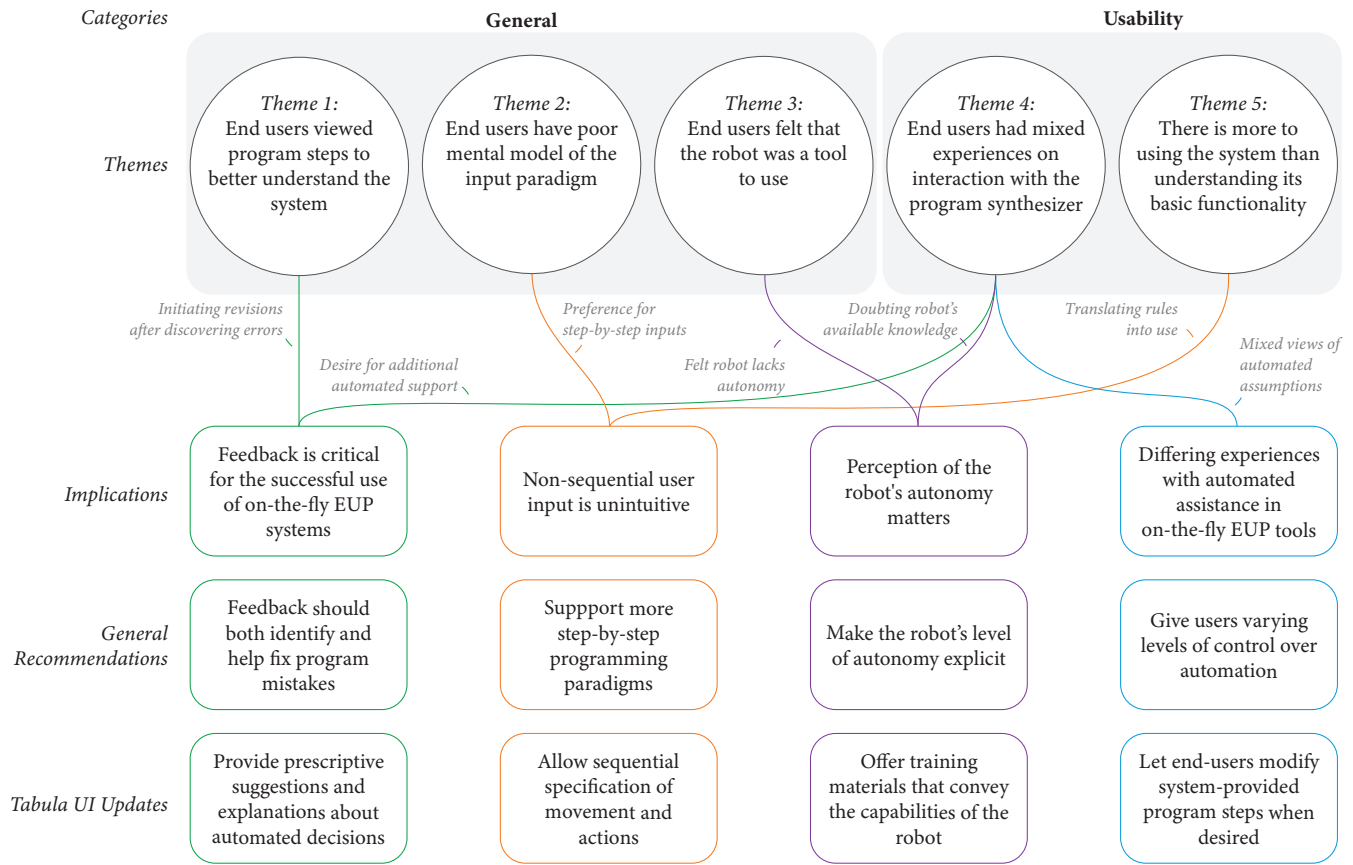 Categories
General
Usability
Themes
Theme 1:
End users viewed
program steps to
better understand the
system
Theme 2:
End users have poor
mental model of the
input paradigm
Theme 3:
End users felt that
the robot was a tool
to use
Theme 4:
End users had mixed
experiences on
interaction with the
program synthesizer
Theme 5:
There is more to
using the system than
understanding its
basic functionality
Initiating revisions
after discovering errors
Preference for
step-by-step inputs
Doubting robot's
available knowledge
Translating rules
into use
Desire for additional
automated support
Felt robot lacks
autonomy
Mixed views of
automated
assumptions
Implications
Feedback is critical
for the successful use
of on-the-fly EUP
systems
Non-sequential user
input is unintuitive
Perception of the
robot's autonomy
matters
Differing experiences
with automated
assistance in
on-the-fly EUP tools
General
Recommendations
Feedback should
both identify and
help fix program
mistakes
Suppport more
step-by-step
programming
paradigms
Make the robot's level
of autonomy explicit
Give users varying
levels of control over
automation
Tabula UI Updates
Provide prescriptive
suggestions and
explanations about
automated decisions
Allow sequential
specification of
movement and
actions
Offer training
materials that convey
the capabilities of the
robot
Let end-users modify
system-provided
program steps when
desired